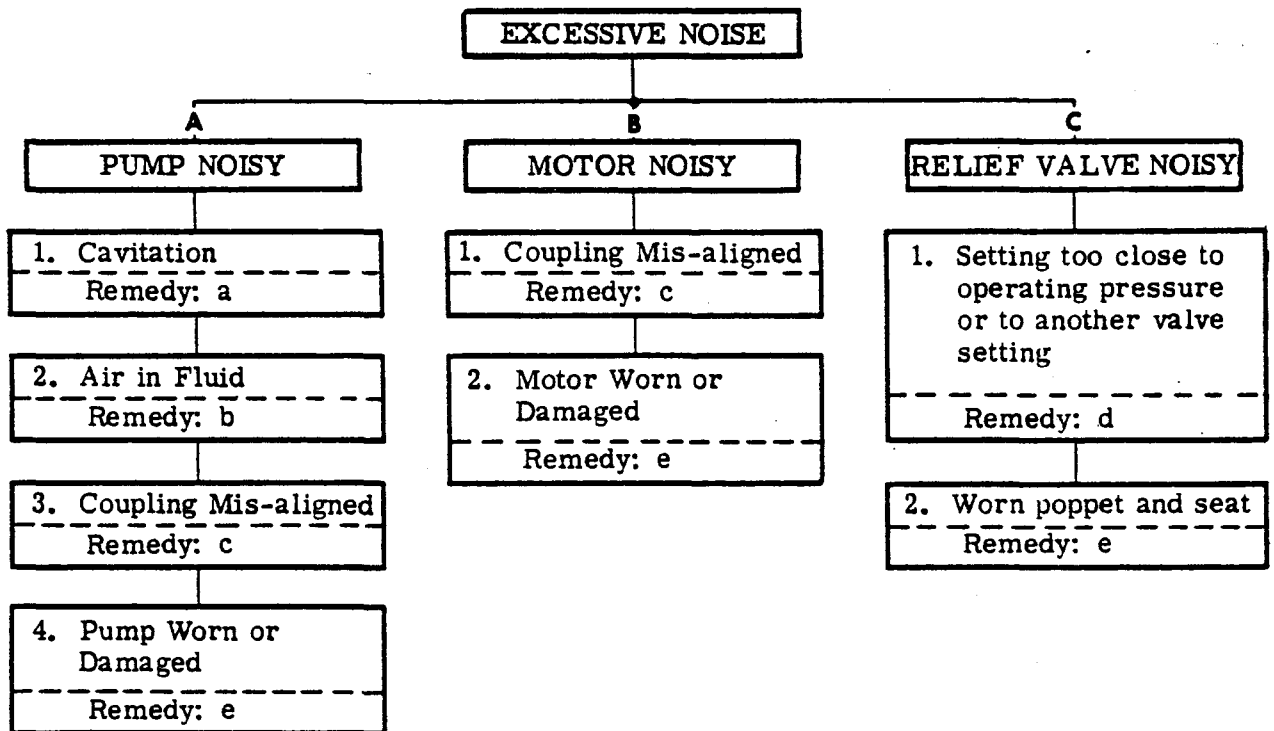 EXCESSIVE NOISE
A
PUMP NOISY
1. Cavitation
Remedy: a
2. Air in Fluid
Remedy: b
3. Coupling Mis-aligned
Remedy: c
4. Pump Worn or
Damaged
Remedy: e
B
MOTOR NOISY
1. Coupling Mis-aligned
Remedy: c
2. Motor Worn or
Damaged
Remedy: e
C
RELIEF VALVE NOISY
1. Setting too close to
operating pressure
or to another valve
setting
Remedy: d
2. Worn poppet and seat
Remedy: e